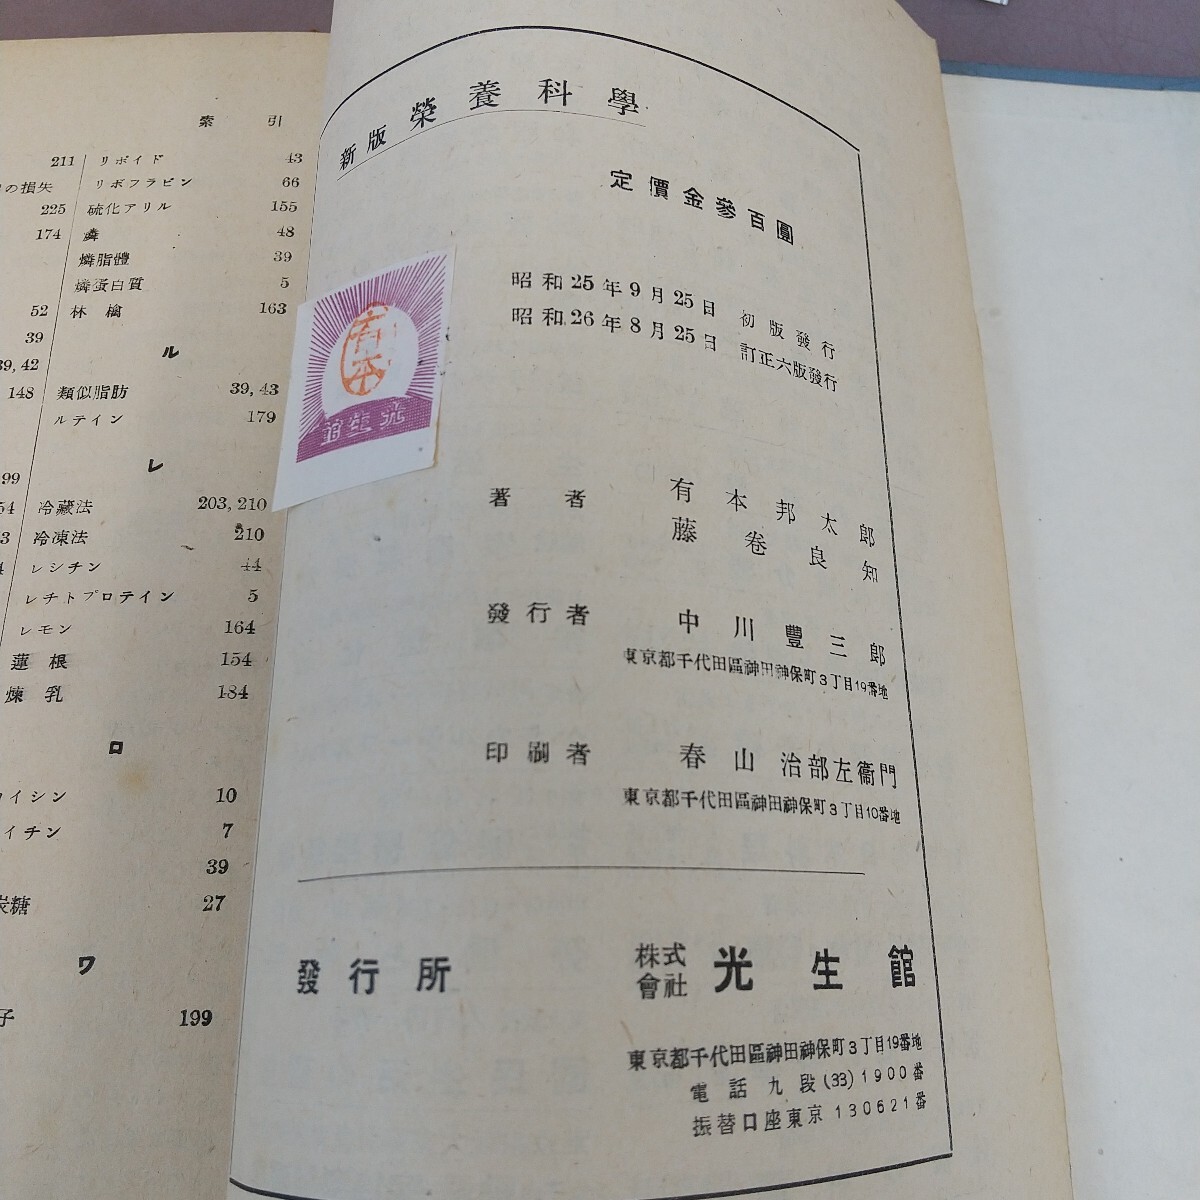 索引
211
の損失
225
174
52
39
39, 42
148
99
54
3
4
リポイド 43
リボフラビン 66
硫化アリル 155
燐 48
燐脂體 39
燐蛋白質 5
林檎 163
ル
類似脂肪 39, 43
ルテイン 179
レ
冷藏法 203, 210
冷凍法 210
レシチン 44
レチトプロテイン 5
レモン 164
蓮根 154
煉乳 184
ロ
イシン 10
イチン 7
39
炭糖 27
ワ
子 199
新版 榮養科學
定價金參百圓
昭和25年9月25日 初版發行
昭和26年8月25日 訂正六版發行
有本
光生館
著者 有本邦太郎
藤卷良知
發行者 中川豐三郎
東京都千代田區神田神保町3丁目19番地
印刷者 春山治部左衞門
東京都千代田區神田神保町3丁目10番地
發行所 株式會社 光生館
東京都千代田區神田神保町3丁目19番地
電話九段(33)1900番
振替口座東京130621番